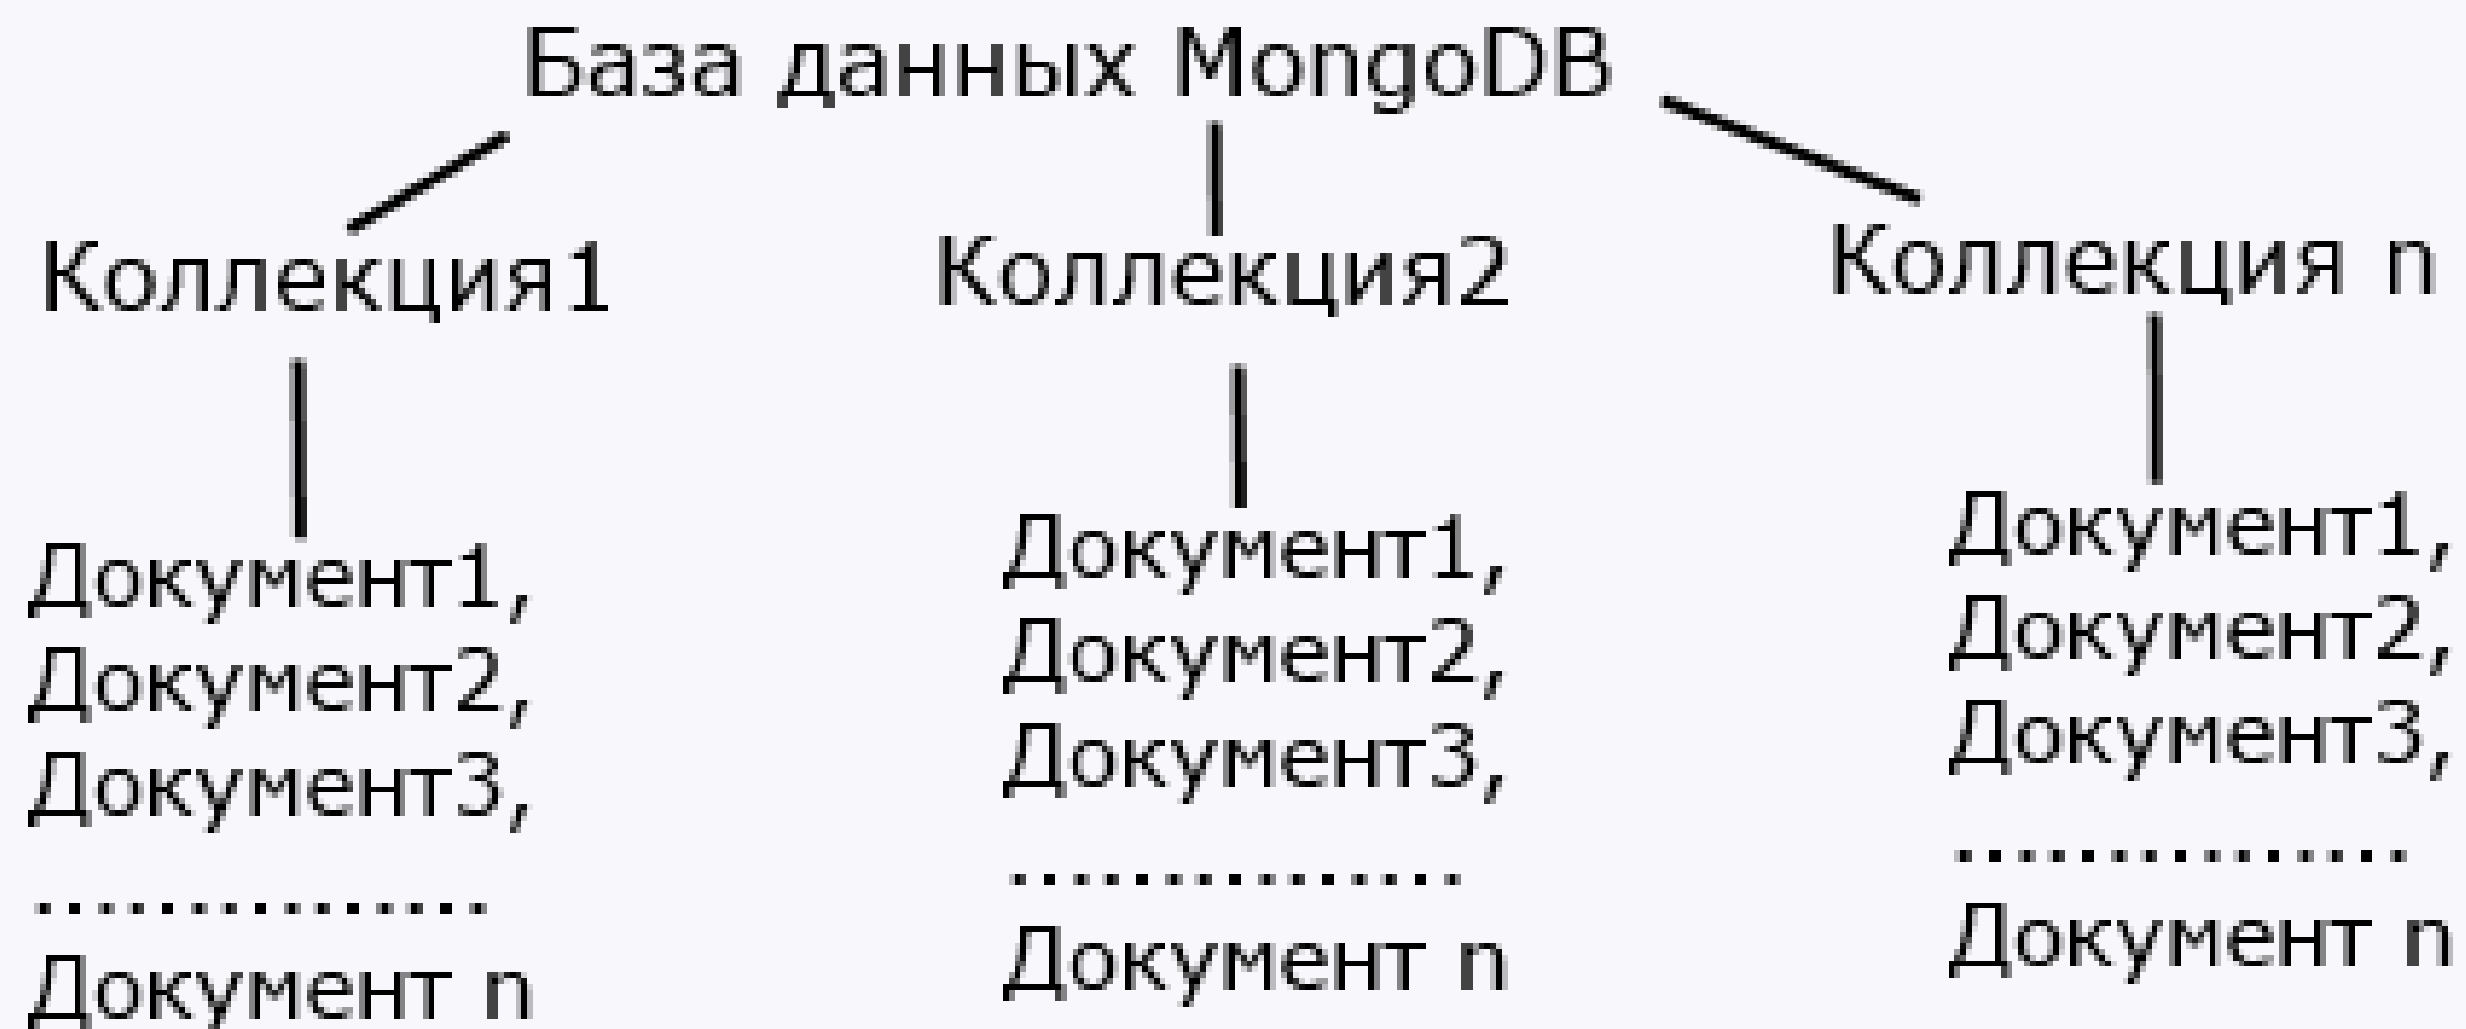 База данных MongoDB
Коллекция1
Коллекция2
Коллекция n
Документ1,
Документ2,
Документ3,
...............
Документ n
Документ1,
Документ2,
Документ3,
...............
Документ n
Документ1,
Документ2,
Документ3,
...............
Документ n